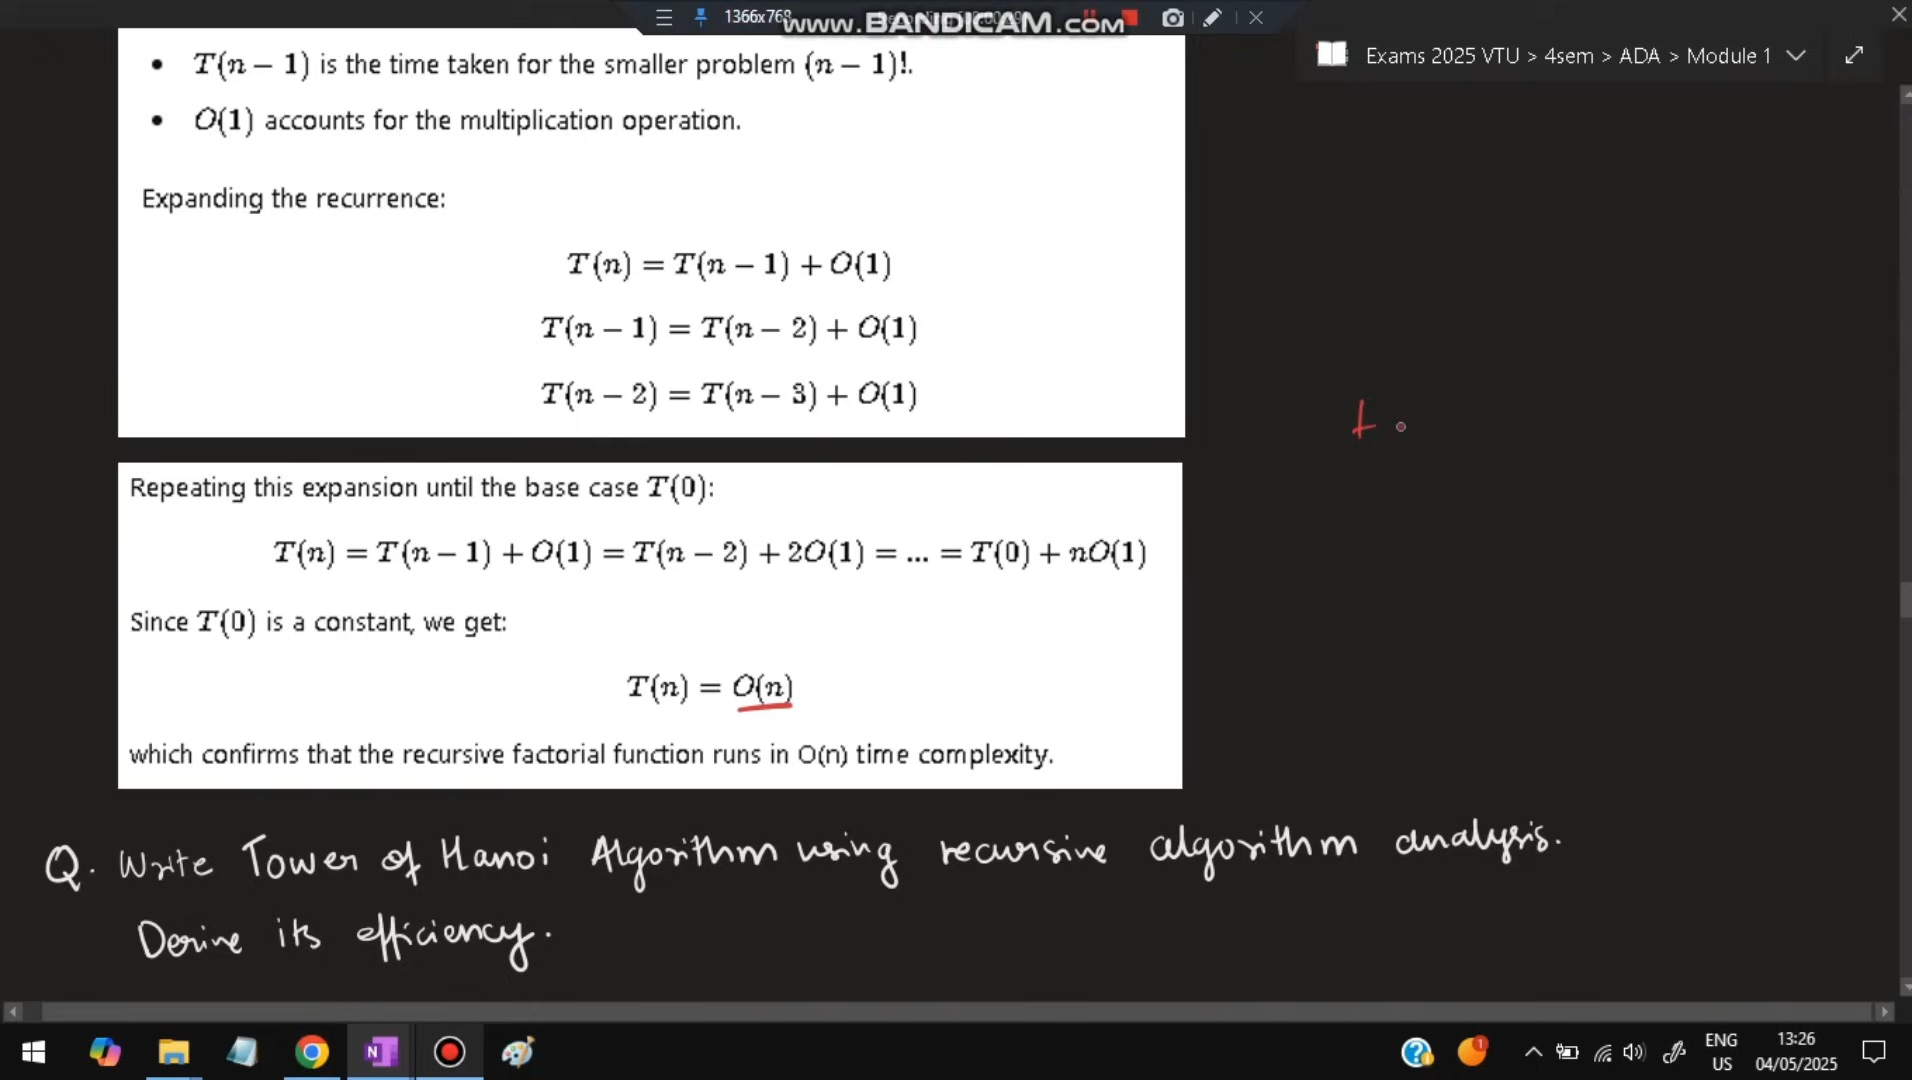 1366x768
www.BANDICAM.com
Exams 2025 VTU > 4sem > ADA > Module 1
• T(n − 1) is the time taken for the smaller problem (n − 1)!.
• O(1) accounts for the multiplication operation.
Expanding the recurrence:
T(n) = T(n − 1) + O(1)
T(n − 1) = T(n − 2) + O(1)
T(n − 2) = T(n − 3) + O(1)
Repeating this expansion until the base case T(0):
T(n) = T(n − 1) + O(1) = T(n − 2) + 2O(1) = ... = T(0) + nO(1)
Since T(0) is a constant, we get:
T(n) = O(n)
which confirms that the recursive factorial function runs in O(n) time complexity.
Q. Write Tower of Hanoi Algorithm using recursive algorithm analysis.
Derive its efficiency.
N
1
ENG
US
13:26
04/05/2025